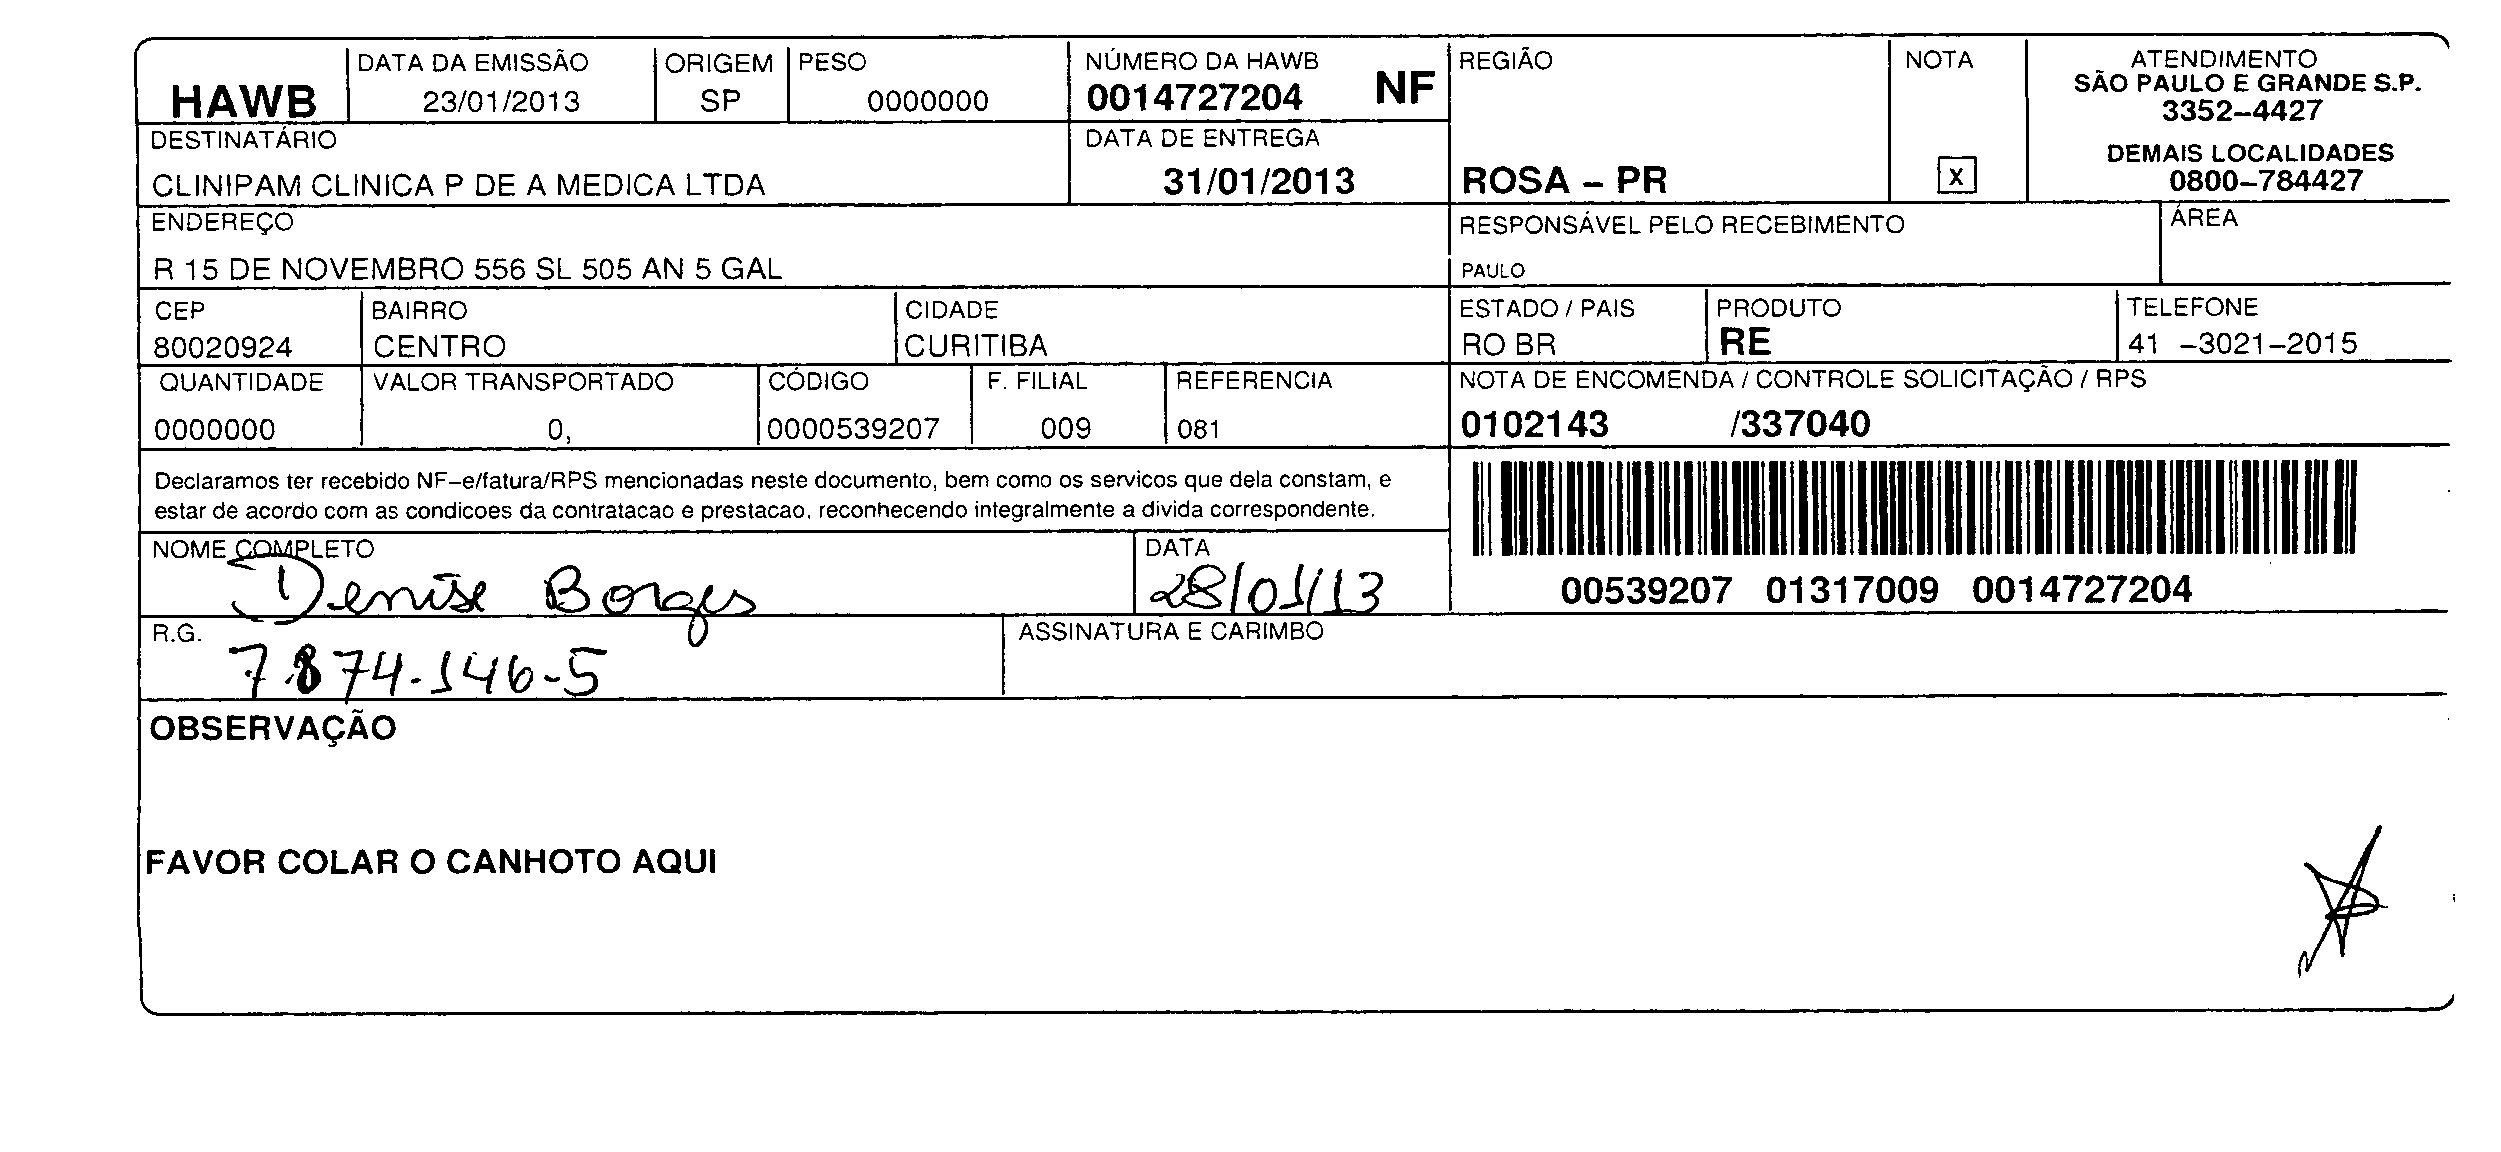 HAWB
DATA DA EMISSÃO
23/01/2013
ORIGEM
SP
PESO
0000000
NÚMERO DA HAWB
0014727204 NF
REGIÃO
ROSA – PR
NOTA
X
ATENDIMENTO
SÃO PAULO E GRANDE S.P.
3352–4427
DEMAIS LOCALIDADES
0800–784427
DESTINATÁRIO
CLINIPAM CLINICA P DE A MEDICA LTDA
DATA DE ENTREGA
31/01/2013
ENDEREÇO
R 15 DE NOVEMBRO 556 SL 505 AN 5 GAL
RESPONSÁVEL PELO RECEBIMENTO
PAULO
ÁREA
CEP
80020924
BAIRRO
CENTRO
CIDADE
CURITIBA
ESTADO / PAIS
RO BR
PRODUTO
RE
TELEFONE
41 –3021–2015
QUANTIDADE
0000000
VALOR TRANSPORTADO
0,
CÓDIGO
0000539207
F. FILIAL
009
REFERENCIA
081
NOTA DE ENCOMENDA / CONTROLE SOLICITAÇÃO / RPS
0102143 /337040
Declaramos ter recebido NF–e/fatura/RPS mencionadas neste documento, bem como os servicos que dela constam, e
estar de acordo com as condicoes da contratacao e prestacao, reconhecendo integralmente a divida correspondente.
00539207 01317009 0014727204
NOME COMPLETO
Denise Borges
DATA
28/01/13
R.G.
7.874.146-5
ASSINATURA E CARIMBO
OBSERVAÇÃO
FAVOR COLAR O CANHOTO AQUI